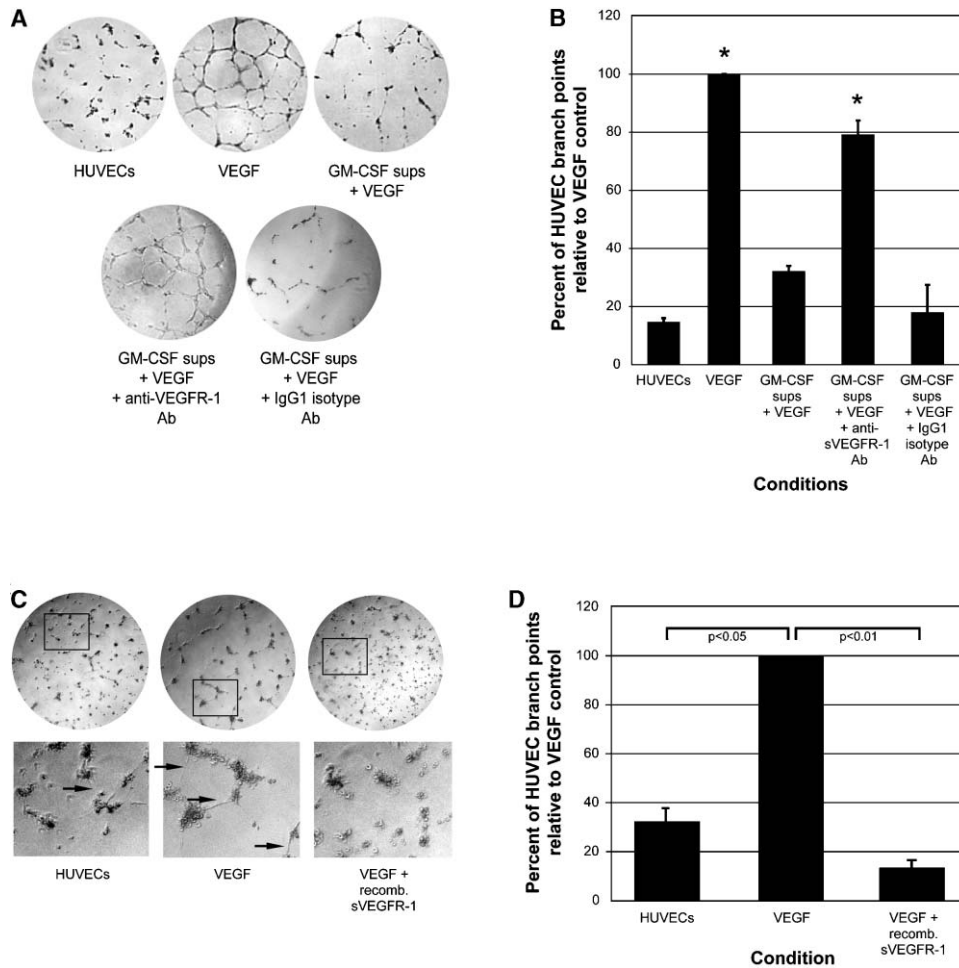 A
HUVECs
VEGF
GM-CSF sups
+ VEGF
GM-CSF sups
+ VEGF
+ anti-VEGFR-1
Ab
GM-CSF sups
+ VEGF
+ IgG1 isotype
Ab
B
Percent of HUVEC branch points
relative to VEGF control
120
100
80
60
40
20
0
*
*
HUVECs
VEGF
GM-CSF
sups
+ VEGF
GM-CSF
sups
+ VEGF
+ anti-
sVEGFR-1
Ab
GM-CSF
sups
+ VEGF
+ IgG1
isotype
Ab
Conditions
C
HUVECs
VEGF
VEGF +
recomb.
sVEGFR-1
D
Percent of HUVEC branch points
relative to VEGF control
120
100
80
60
40
20
0
p<0.05
p<0.01
HUVECs
VEGF
VEGF +
recomb.
sVEGFR-1
Condition